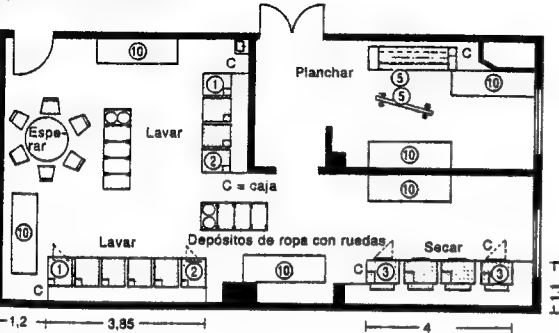 10
C
Planchar
C
5
10
5
1
Espe-
rar
Lavar
2
10
C = caja
10
10
Lavar
Depósitos de ropa con ruedas
Secar
C
1
2
10
3
3
C
C
1,2
3,85
4